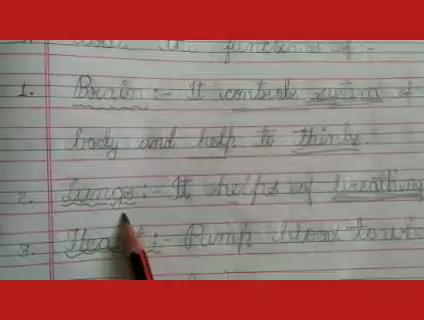 the functions of :-
1. Brain :- It controls system of
body and help to thinks.
2. Lungs :- It helps of breathing
3. Heart :- Pump blood to